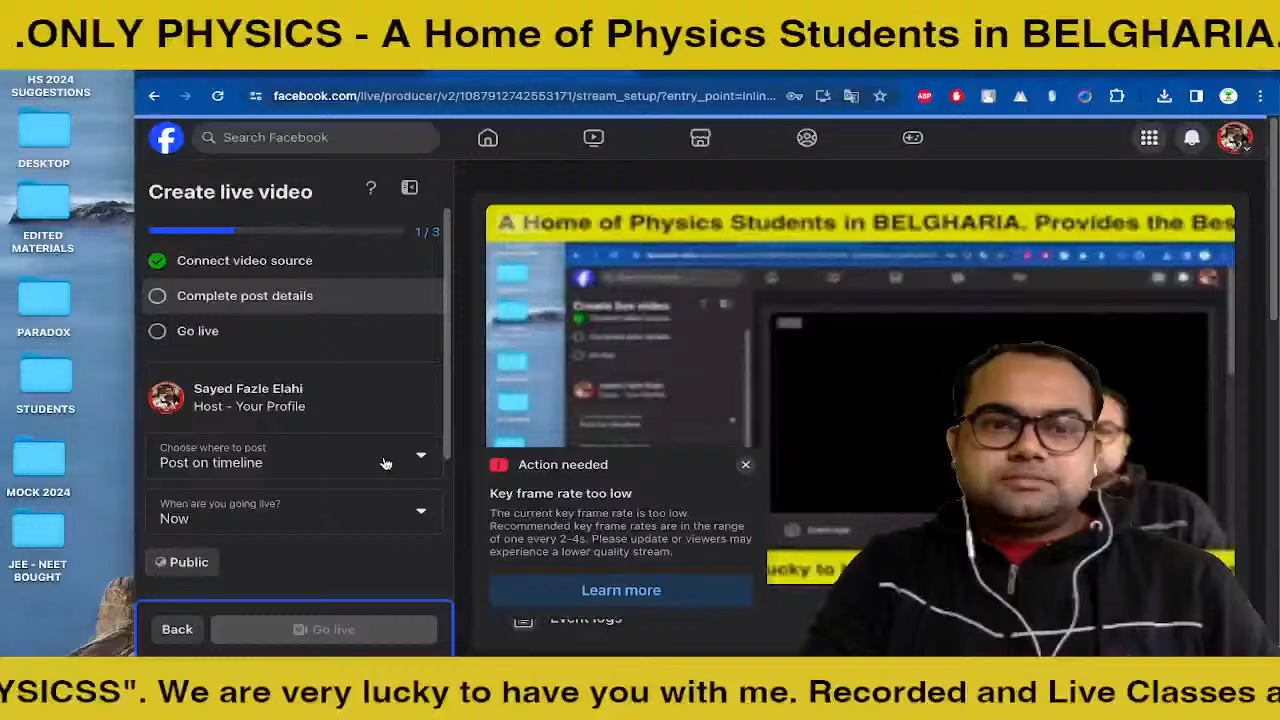 .ONLY PHYSICS - A Home of Physics Students in BELGHARIA.
HS 2024
SUGGESTIONS
DESKTOP
EDITED
MATERIALS
PARADOX
STUDENTS
MOCK 2024
JEE - NEET
BOUGHT
facebook.com/live/producer/v2/1087912742553171/stream_setup/?entry_point=inlin...
ABP
Search Facebook
Create live video
?
1 / 3
Connect video source
Complete post details
Go live
Sayed Fazle Elahi
Host - Your Profile
Choose where to post
Post on timeline
When are you going live?
Now
Public
Back
Go live
A Home of Physics Students in BELGHARIA. Provides the Bes
Create live video
Action needed
Key frame rate too low
The current key frame rate is too low.
Recommended key frame rates are in the range
of one every 2–4s. Please update or viewers may
experience a lower quality stream.
Learn more
Event logs
ucky to h
YSICSS". We are very lucky to have you with me. Recorded and Live Classes a